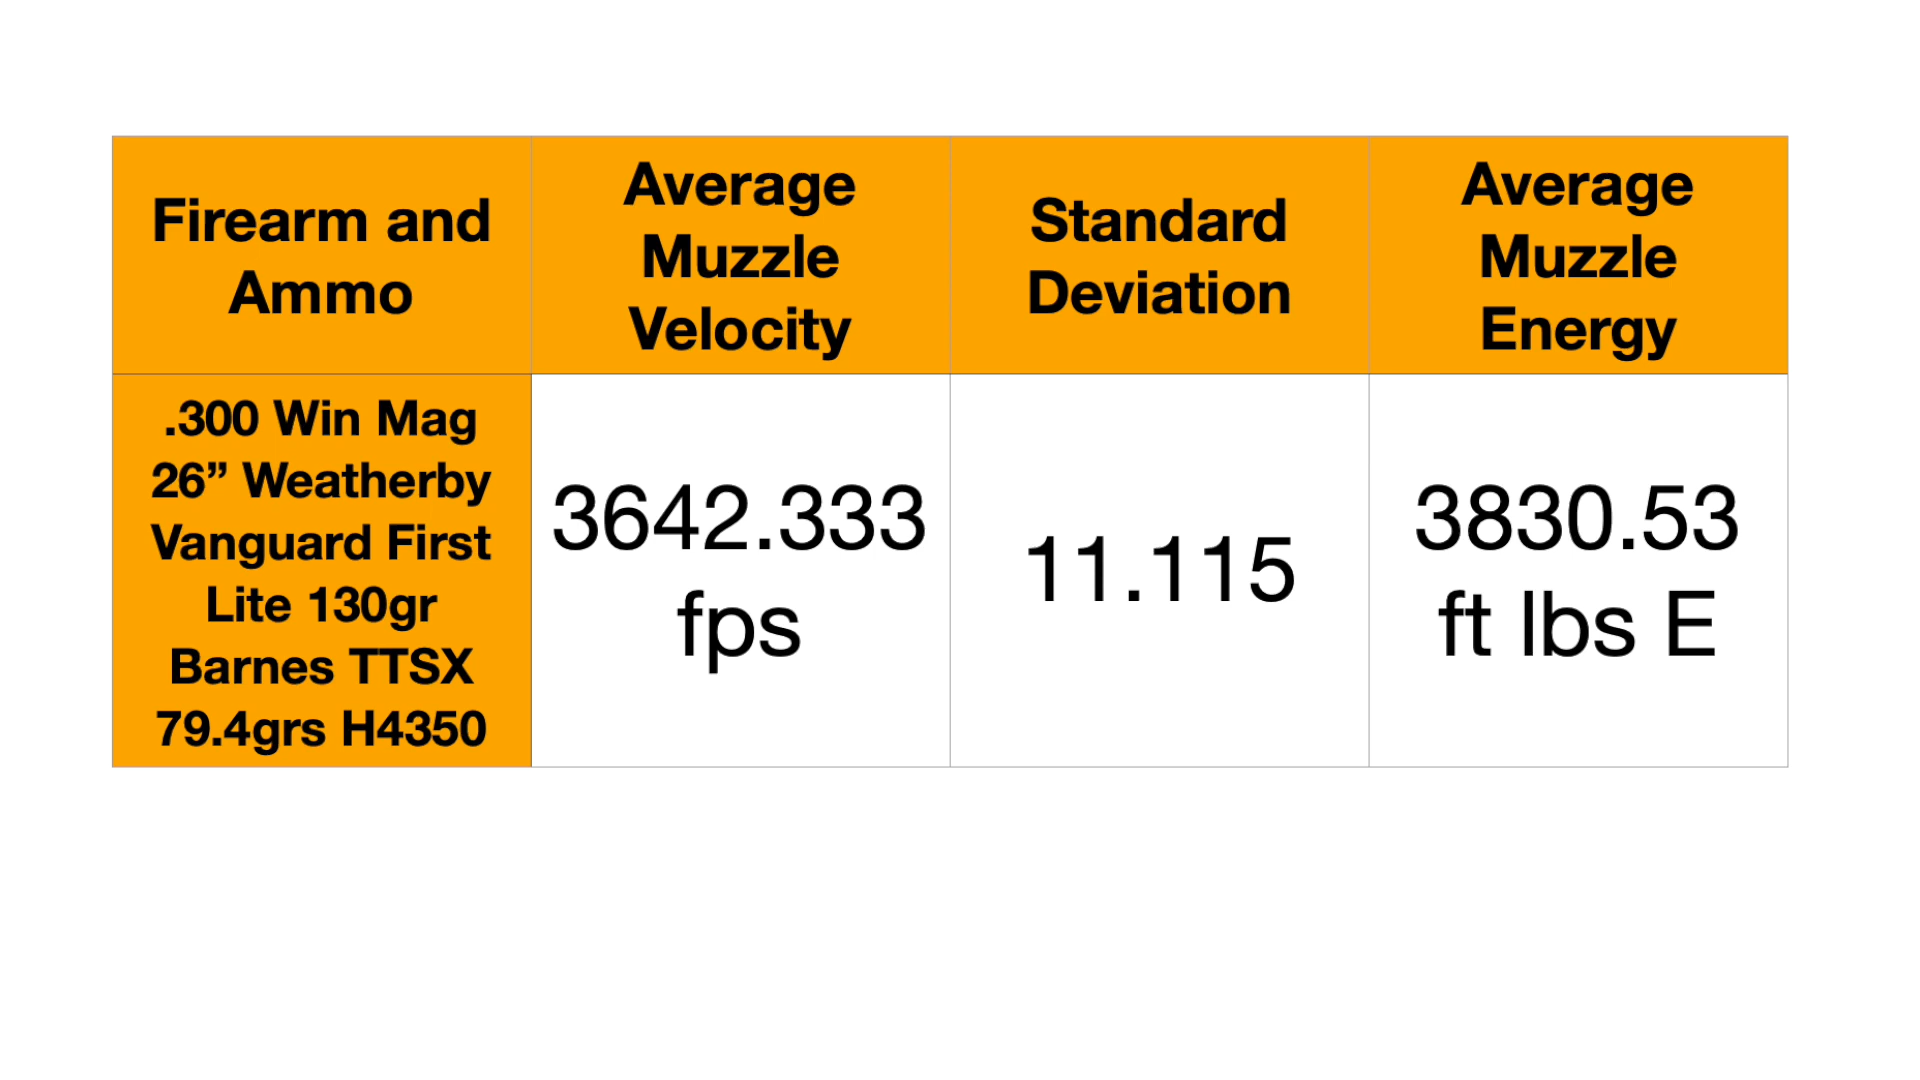 Firearm and
Ammo
Average
Muzzle
Velocity
Standard
Deviation
Average
Muzzle
Energy
.300 Win Mag
26” Weatherby
Vanguard First
Lite 130gr
Barnes TTSX
79.4grs H4350
3642.333
fps
11.115
3830.53
ft lbs E